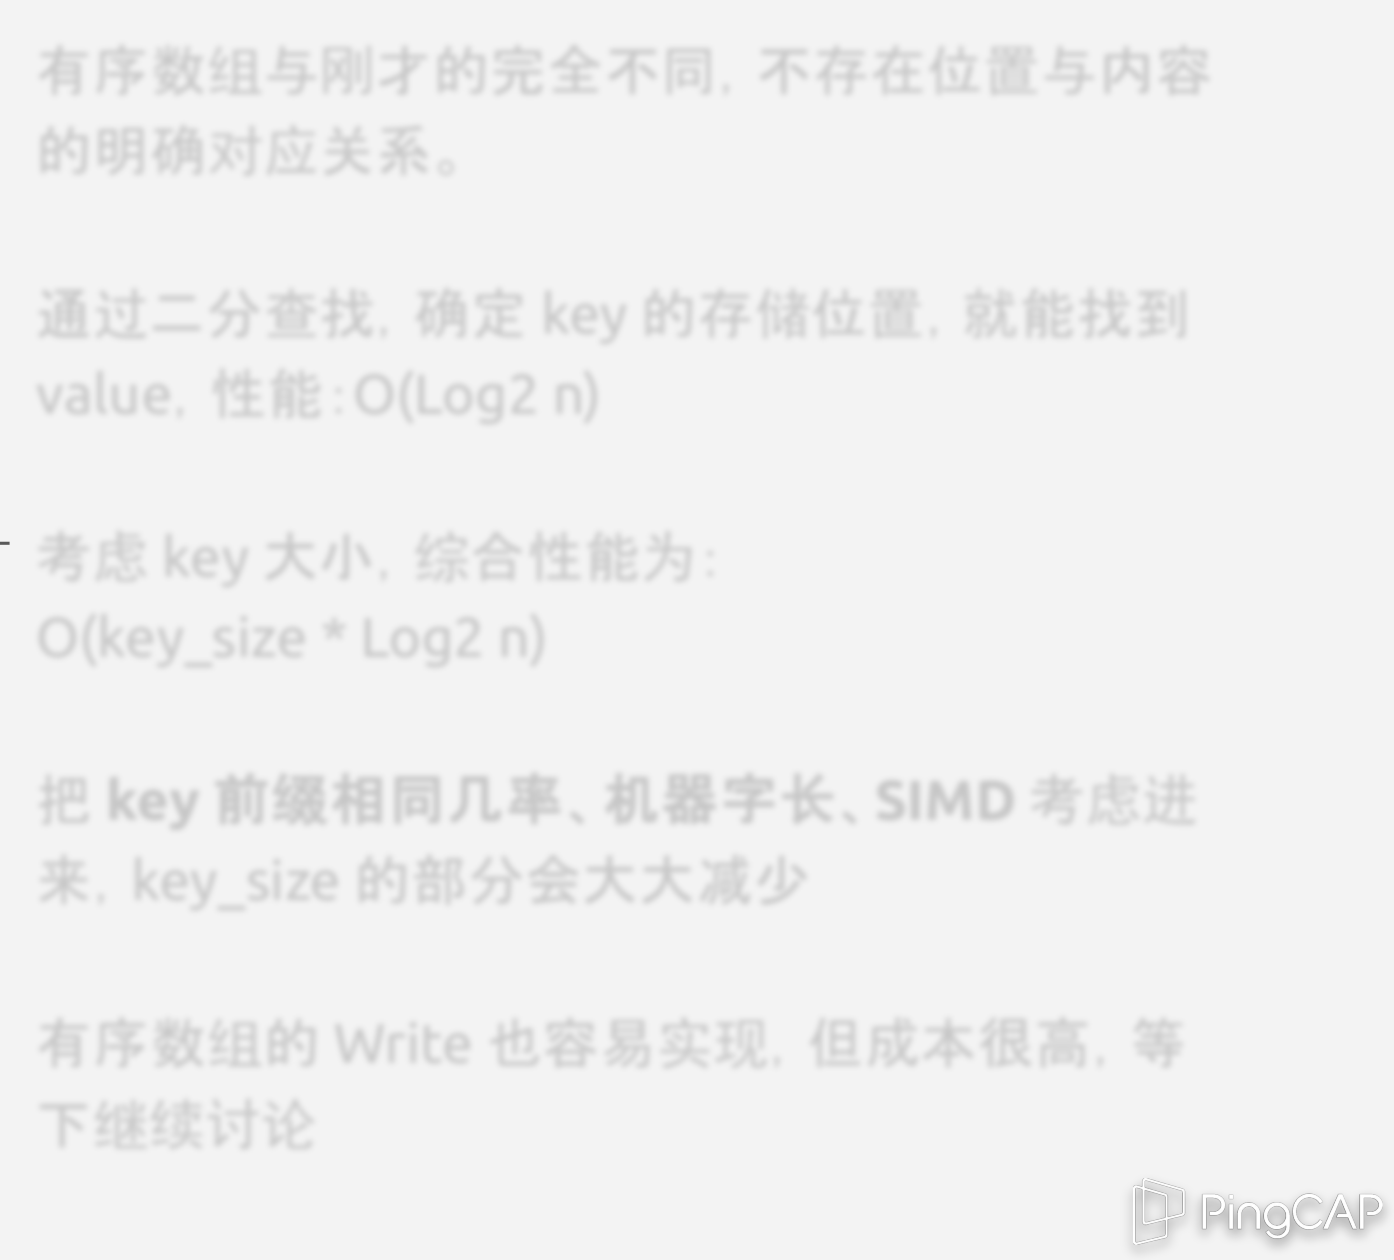 有序数组与刚才的完全不同，不存在位置与内容
的明确对应关系。
通过二分查找，确定 key 的存储位置，就能找到
value，性能：O(Log2 n)
考虑 key 大小，综合性能为：
O(key_size * Log2 n)
把 key 前缀相同几率、机器字长、SIMD 考虑进
来，key_size 的部分会大大减少
有序数组的 Write 也容易实现，但成本很高，等
下继续讨论
PingCAP